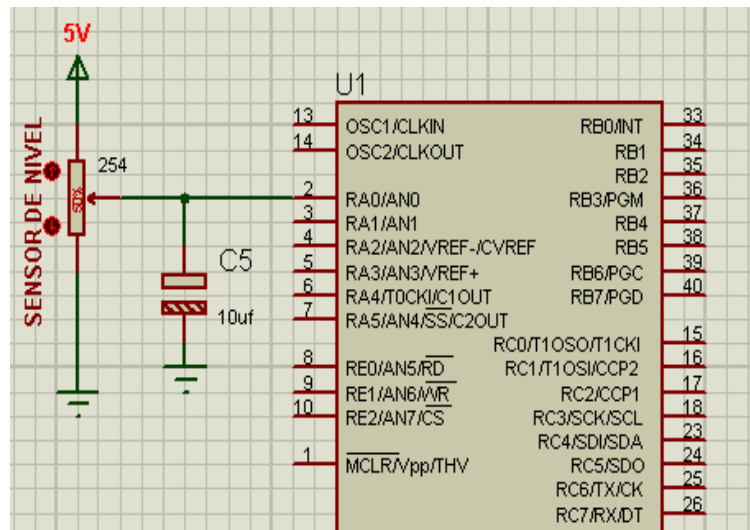 5V
SENSOR DE NIVEL
254
50%
C5
10uf
U1
13 OSC1/CLKIN
14 OSC2/CLKOUT
2 RA0/AN0
3 RA1/AN1
4 RA2/AN2/VREF-/CVREF
5 RA3/AN3/VREF+
6 RA4/T0CKI/C1OUT
7 RA5/AN4/SS/C2OUT
8 RE0/AN5/RD
9 RE1/AN6/WR
10 RE2/AN7/CS
1 MCLR/Vpp/THV
RB0/INT 33
RB1 34
RB2 35
RB3/PGM 36
RB4 37
RB5 38
RB6/PGC 39
RB7/PGD 40
RC0/T1OSO/T1CKI 15
RC1/T1OSI/CCP2 16
RC2/CCP1 17
RC3/SCK/SCL 18
RC4/SDI/SDA 23
RC5/SDO 24
RC6/TX/CK 25
RC7/RX/DT 26